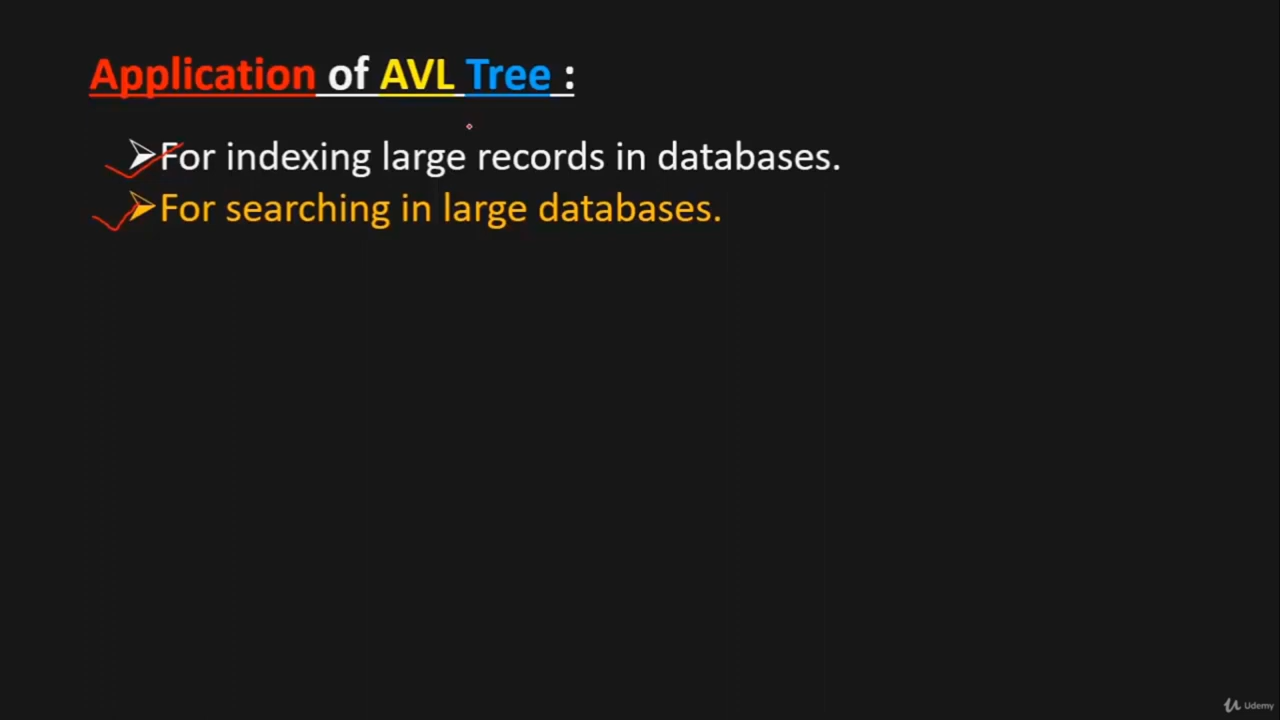 Application of AVL Tree :
➢For indexing large records in databases.
➢For searching in large databases.
Udemy